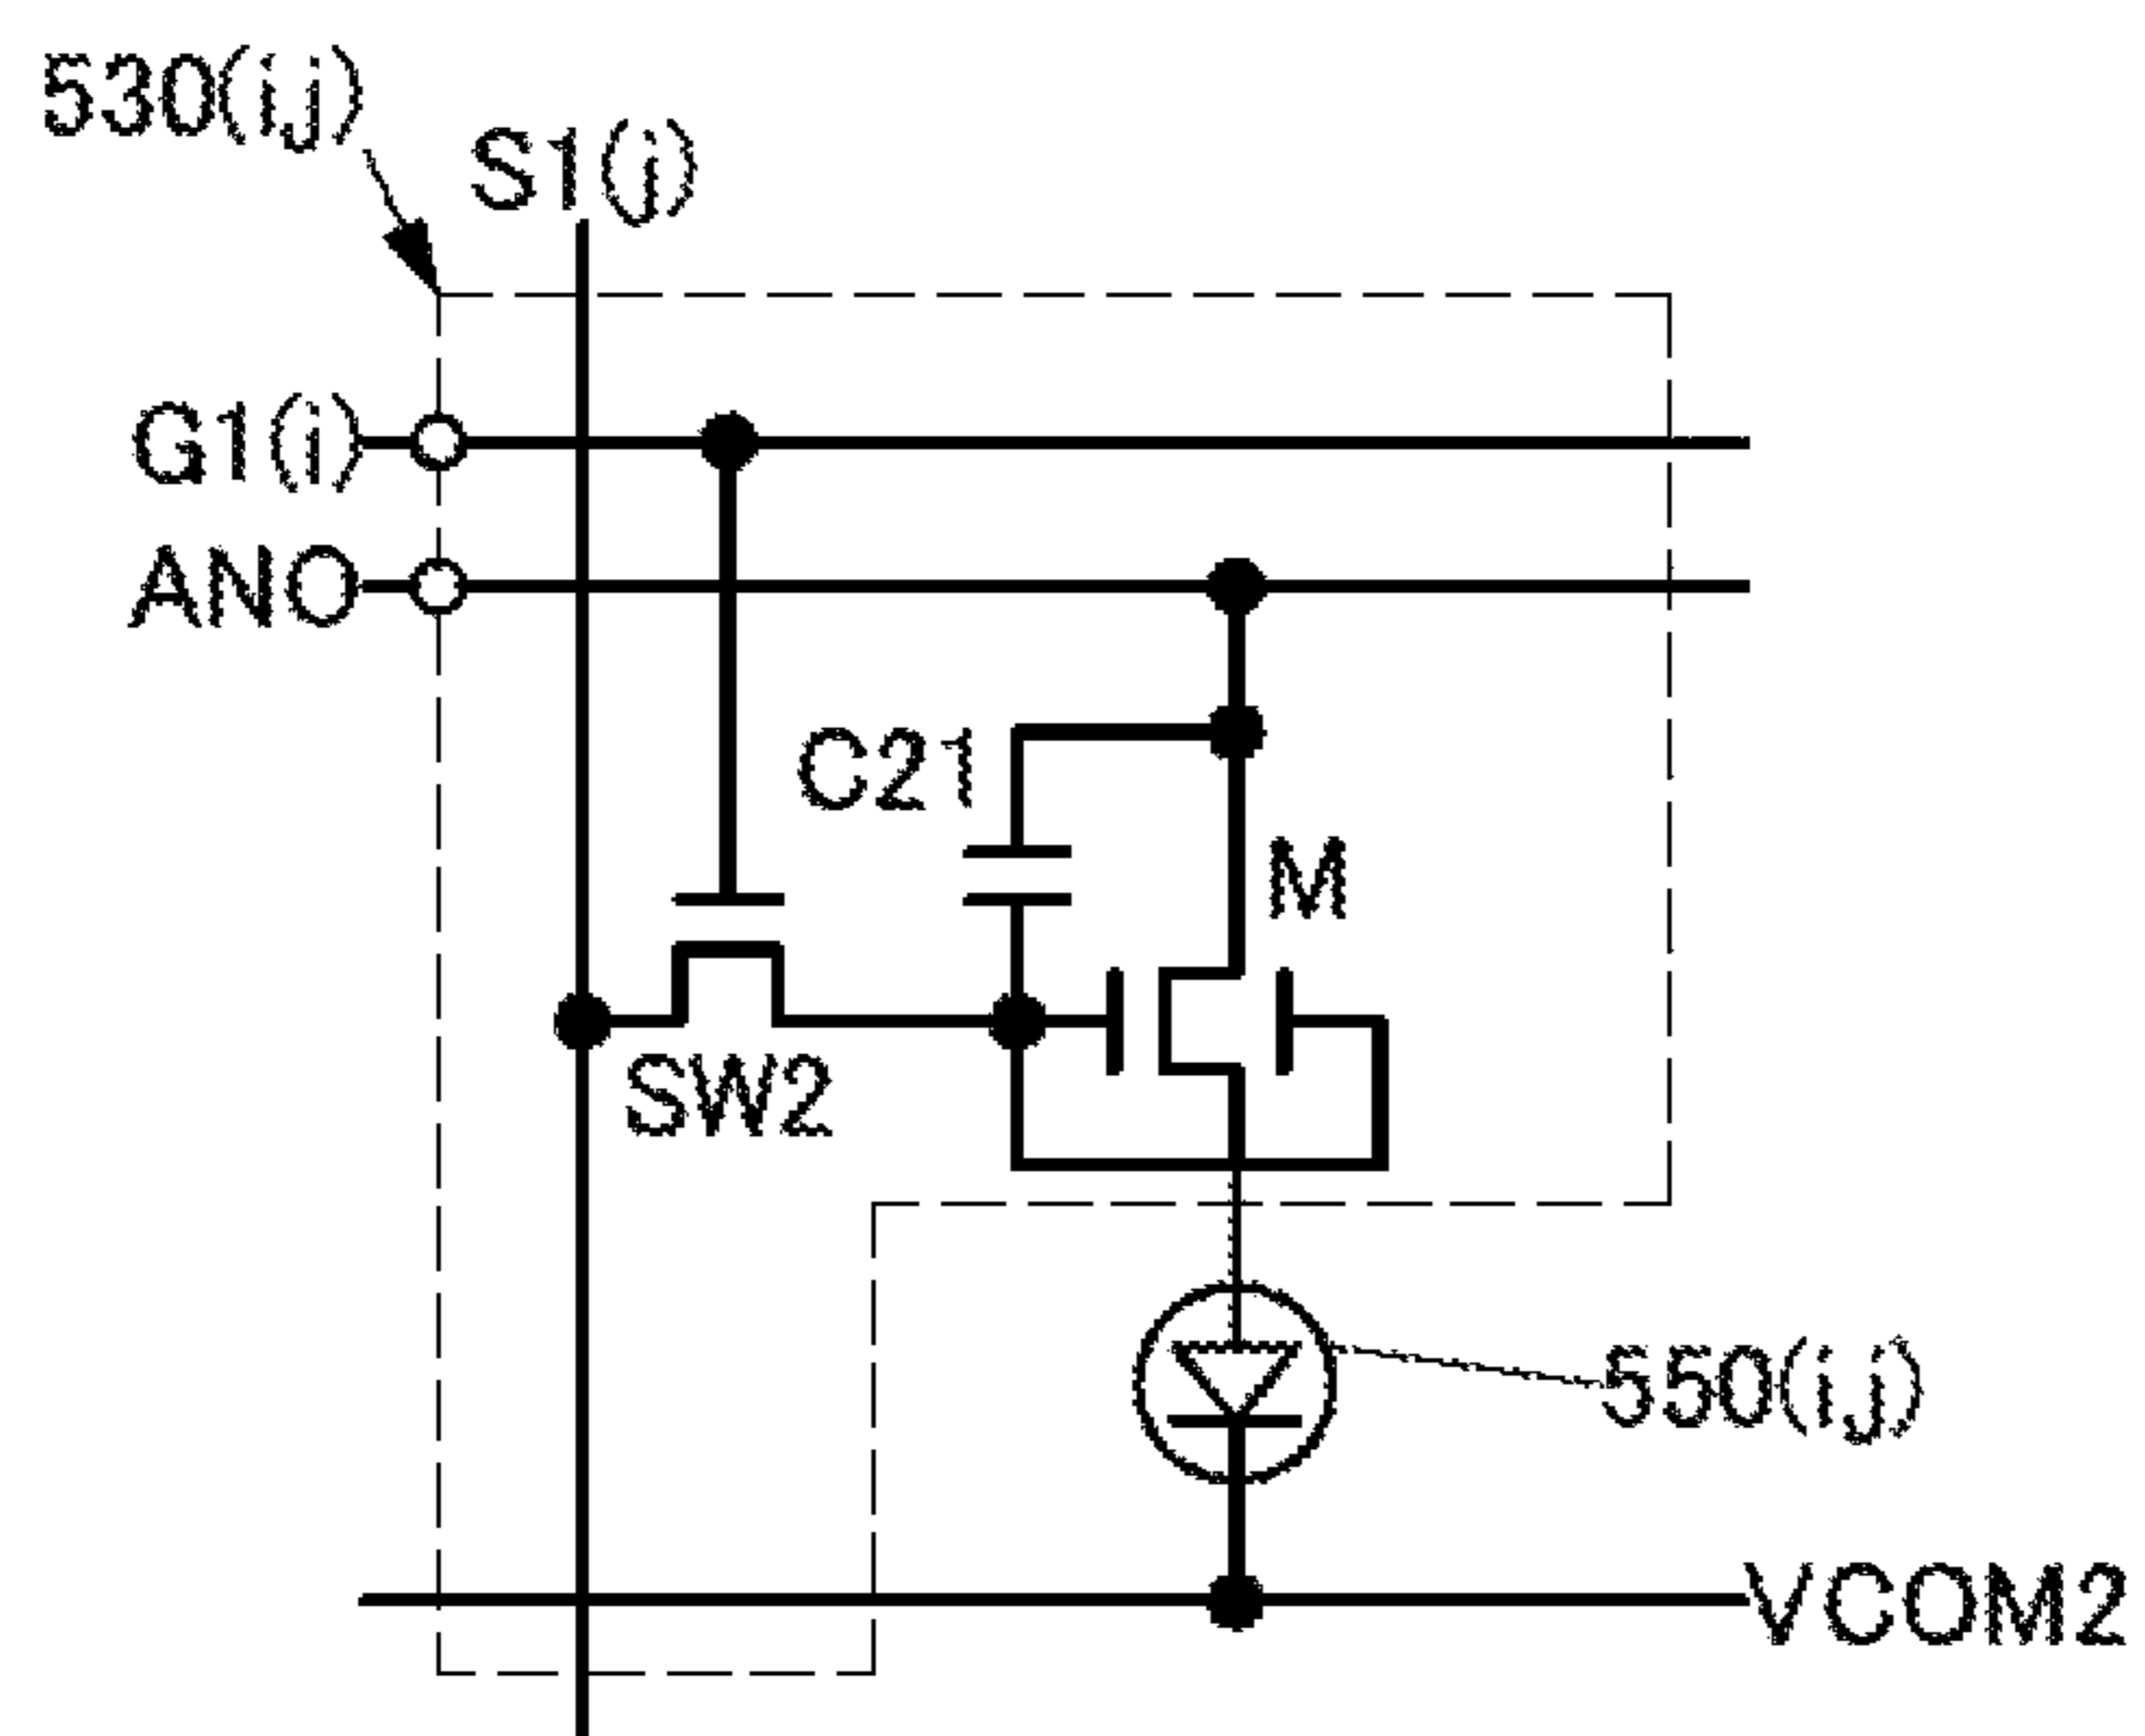 530(i,j)
S1(j)
G1(i)
ANO
C21
M
SW2
550(i,j)
VCOM2